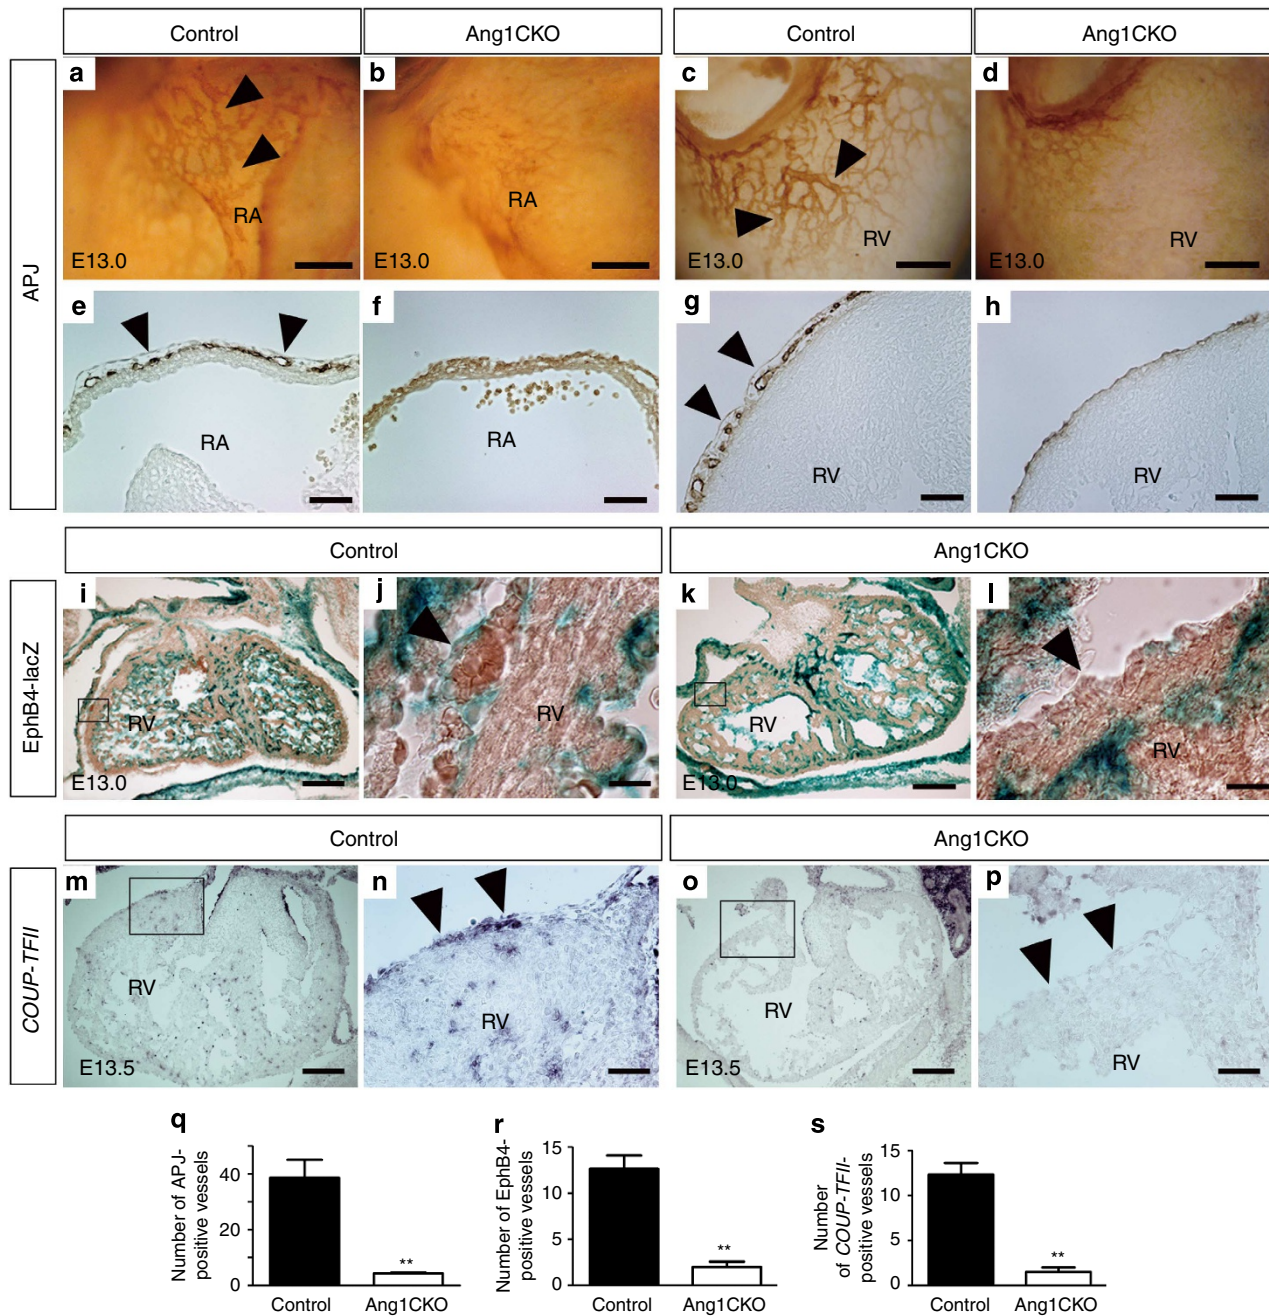 Control
Ang1CKO
Control
Ang1CKO
APJ
a
RA
E13.0
b
RA
E13.0
c
RV
E13.0
d
RV
E13.0
e
RA
f
RA
g
RV
h
RV
Control
Ang1CKO
EphB4-lacZ
i
RV
E13.0
j
RV
k
RV
E13.0
l
RV
Control
Ang1CKO
COUP-TFII
m
RV
E13.5
n
RV
o
RV
E13.5
p
RV
q
Number of APJ-
positive vessels
40
20
0
**
Control
Ang1CKO
r
Number of EphB4-
positive vessels
15
10
5
0
**
Control
Ang1CKO
s
Number
of COUP-TFII-
positive vessels
15
10
5
0
**
Control
Ang1CKO